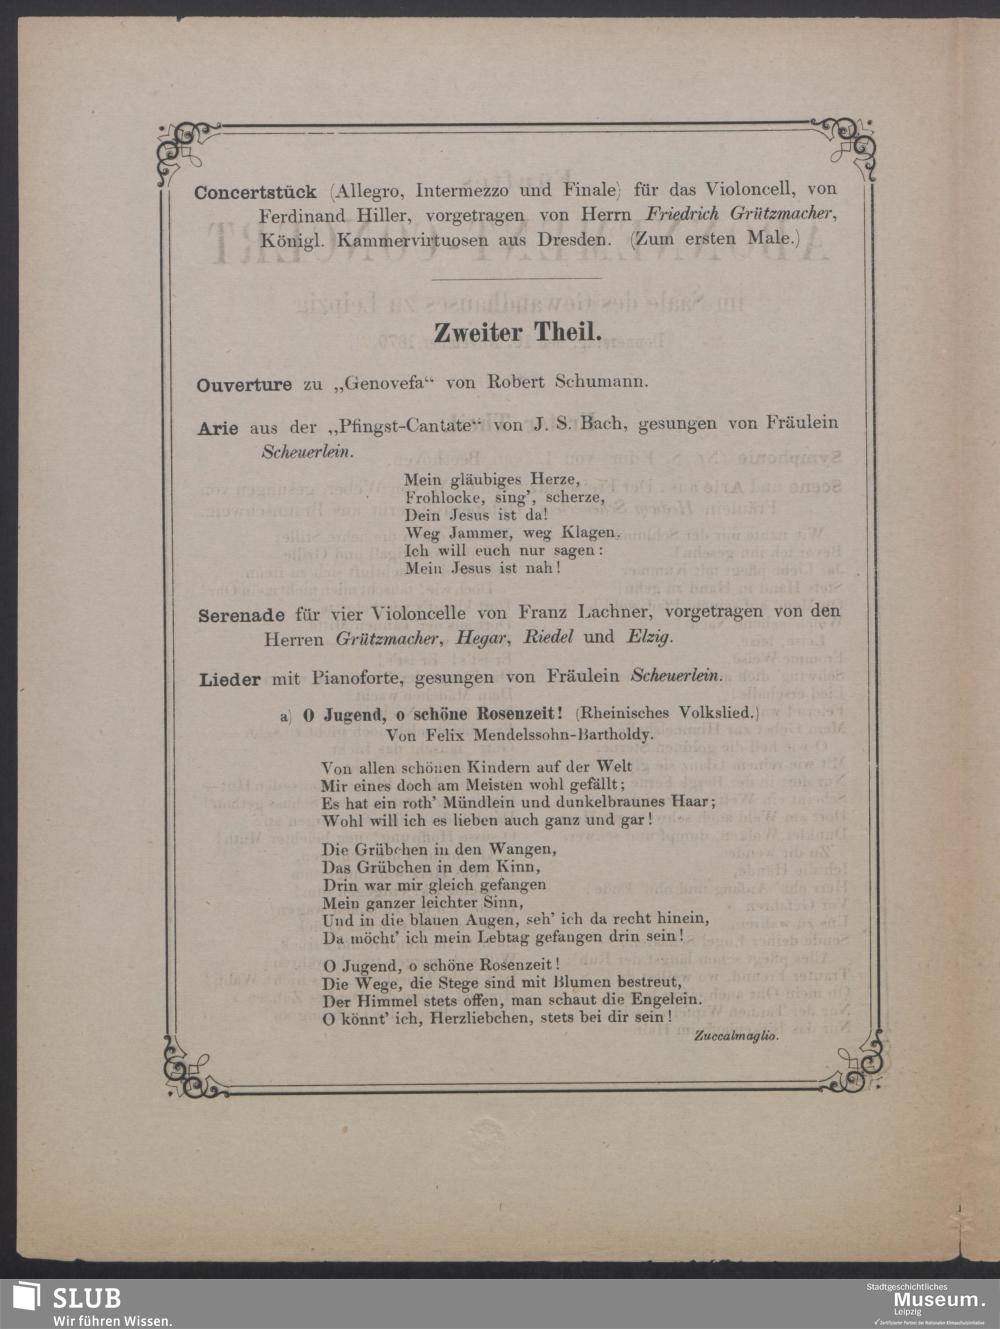 Concertstück (Allegro, Intermezzo und Finale) für das Violoncell, von
Ferdinand Hiller, vorgetragen von Herrn Friedrich Grützmacher,
Königl. Kammervirtuosen aus Dresden. (Zum ersten Male.)
Zweiter Theil.
Ouverture zu „Genovefa“ von Robert Schumann.
Arie aus der „Pfingst-Cantate“ von J. S. Bach, gesungen von Fräulein
Scheuerlein.
Mein gläubiges Herze,
Frohlocke, sing’, scherze,
Dein Jesus ist da!
Weg Jammer, weg Klagen,
Ich will euch nur sagen:
Mein Jesus ist nah!
Serenade für vier Violoncelle von Franz Lachner, vorgetragen von den
Herren Grützmacher, Hegar, Riedel und Elzig.
Lieder mit Pianoforte, gesungen von Fräulein Scheuerlein.
a) O Jugend, o schöne Rosenzeit! (Rheinisches Volkslied.)
Von Felix Mendelssohn-Bartholdy.
Von allen schönen Kindern auf der Welt
Mir eines doch am Meisten wohl gefällt;
Es hat ein roth’ Mündlein und dunkelbraunes Haar;
Wohl will ich es lieben auch ganz und gar!
Die Grübchen in den Wangen,
Das Grübchen in dem Kinn,
Drin war mir gleich gefangen
Mein ganzer leichter Sinn,
Und in die blauen Augen, seh’ ich da recht hinein,
Da möcht’ ich mein Lebtag gefangen drin sein!
O Jugend, o schöne Rosenzeit!
Die Wege, die Stege sind mit Blumen bestreut,
Der Himmel stets offen, man schaut die Engelein.
O könnt’ ich, Herzliebchen, stets bei dir sein!
Zuccalmaglio.
SLUB
Wir führen Wissen.
Stadtgeschichtliches
Museum.
Leipzig
Zertifizierter Partner der Nationalen Klimaschutzinitiative